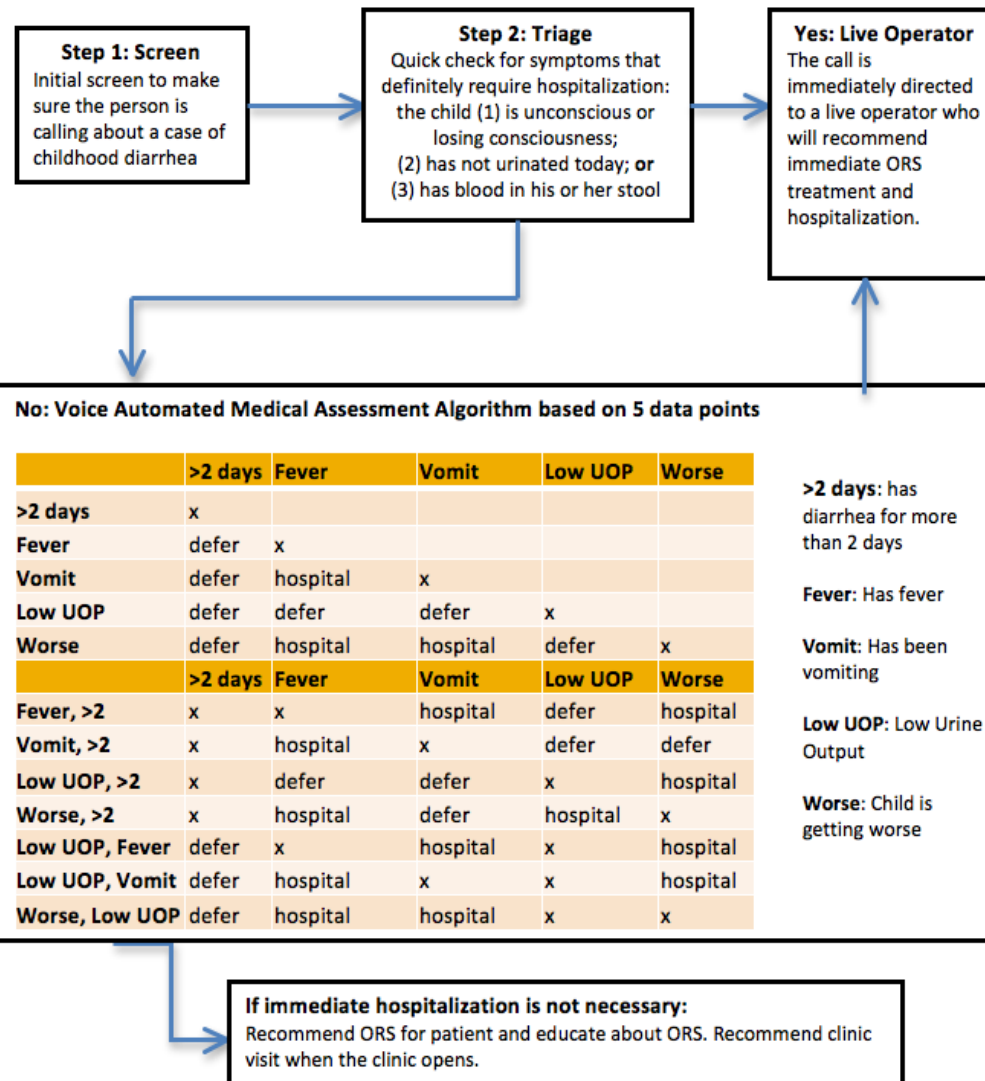 Step 1: Screen
Initial screen to make
sure the person is
calling about a case of
childhood diarrhea
Step 2: Triage
Quick check for symptoms that
definitely require hospitalization:
the child (1) is unconscious or
losing consciousness;
(2) has not urinated today; or
(3) has blood in his or her stool
Yes: Live Operator
The call is
immediately directed
to a live operator who
will recommend
immediate ORS
treatment and
hospitalization.
No: Voice Automated Medical Assessment Algorithm based on 5 data points
>2 days Fever Vomit Low UOP Worse
>2 days x
Fever defer x
Vomit defer hospital x
Low UOP defer defer defer x
Worse defer hospital hospital defer x
>2 days Fever Vomit Low UOP Worse
Fever, >2 x x hospital defer hospital
Vomit, >2 x hospital x defer defer
Low UOP, >2 x defer defer x hospital
Worse, >2 x hospital defer hospital x
Low UOP, Fever defer x hospital x hospital
Low UOP, Vomit defer hospital x x hospital
Worse, Low UOP defer hospital hospital x x
>2 days: has
diarrhea for more
than 2 days
Fever: Has fever
Vomit: Has been
vomiting
Low UOP: Low Urine
Output
Worse: Child is
getting worse
If immediate hospitalization is not necessary:
Recommend ORS for patient and educate about ORS. Recommend clinic
visit when the clinic opens.